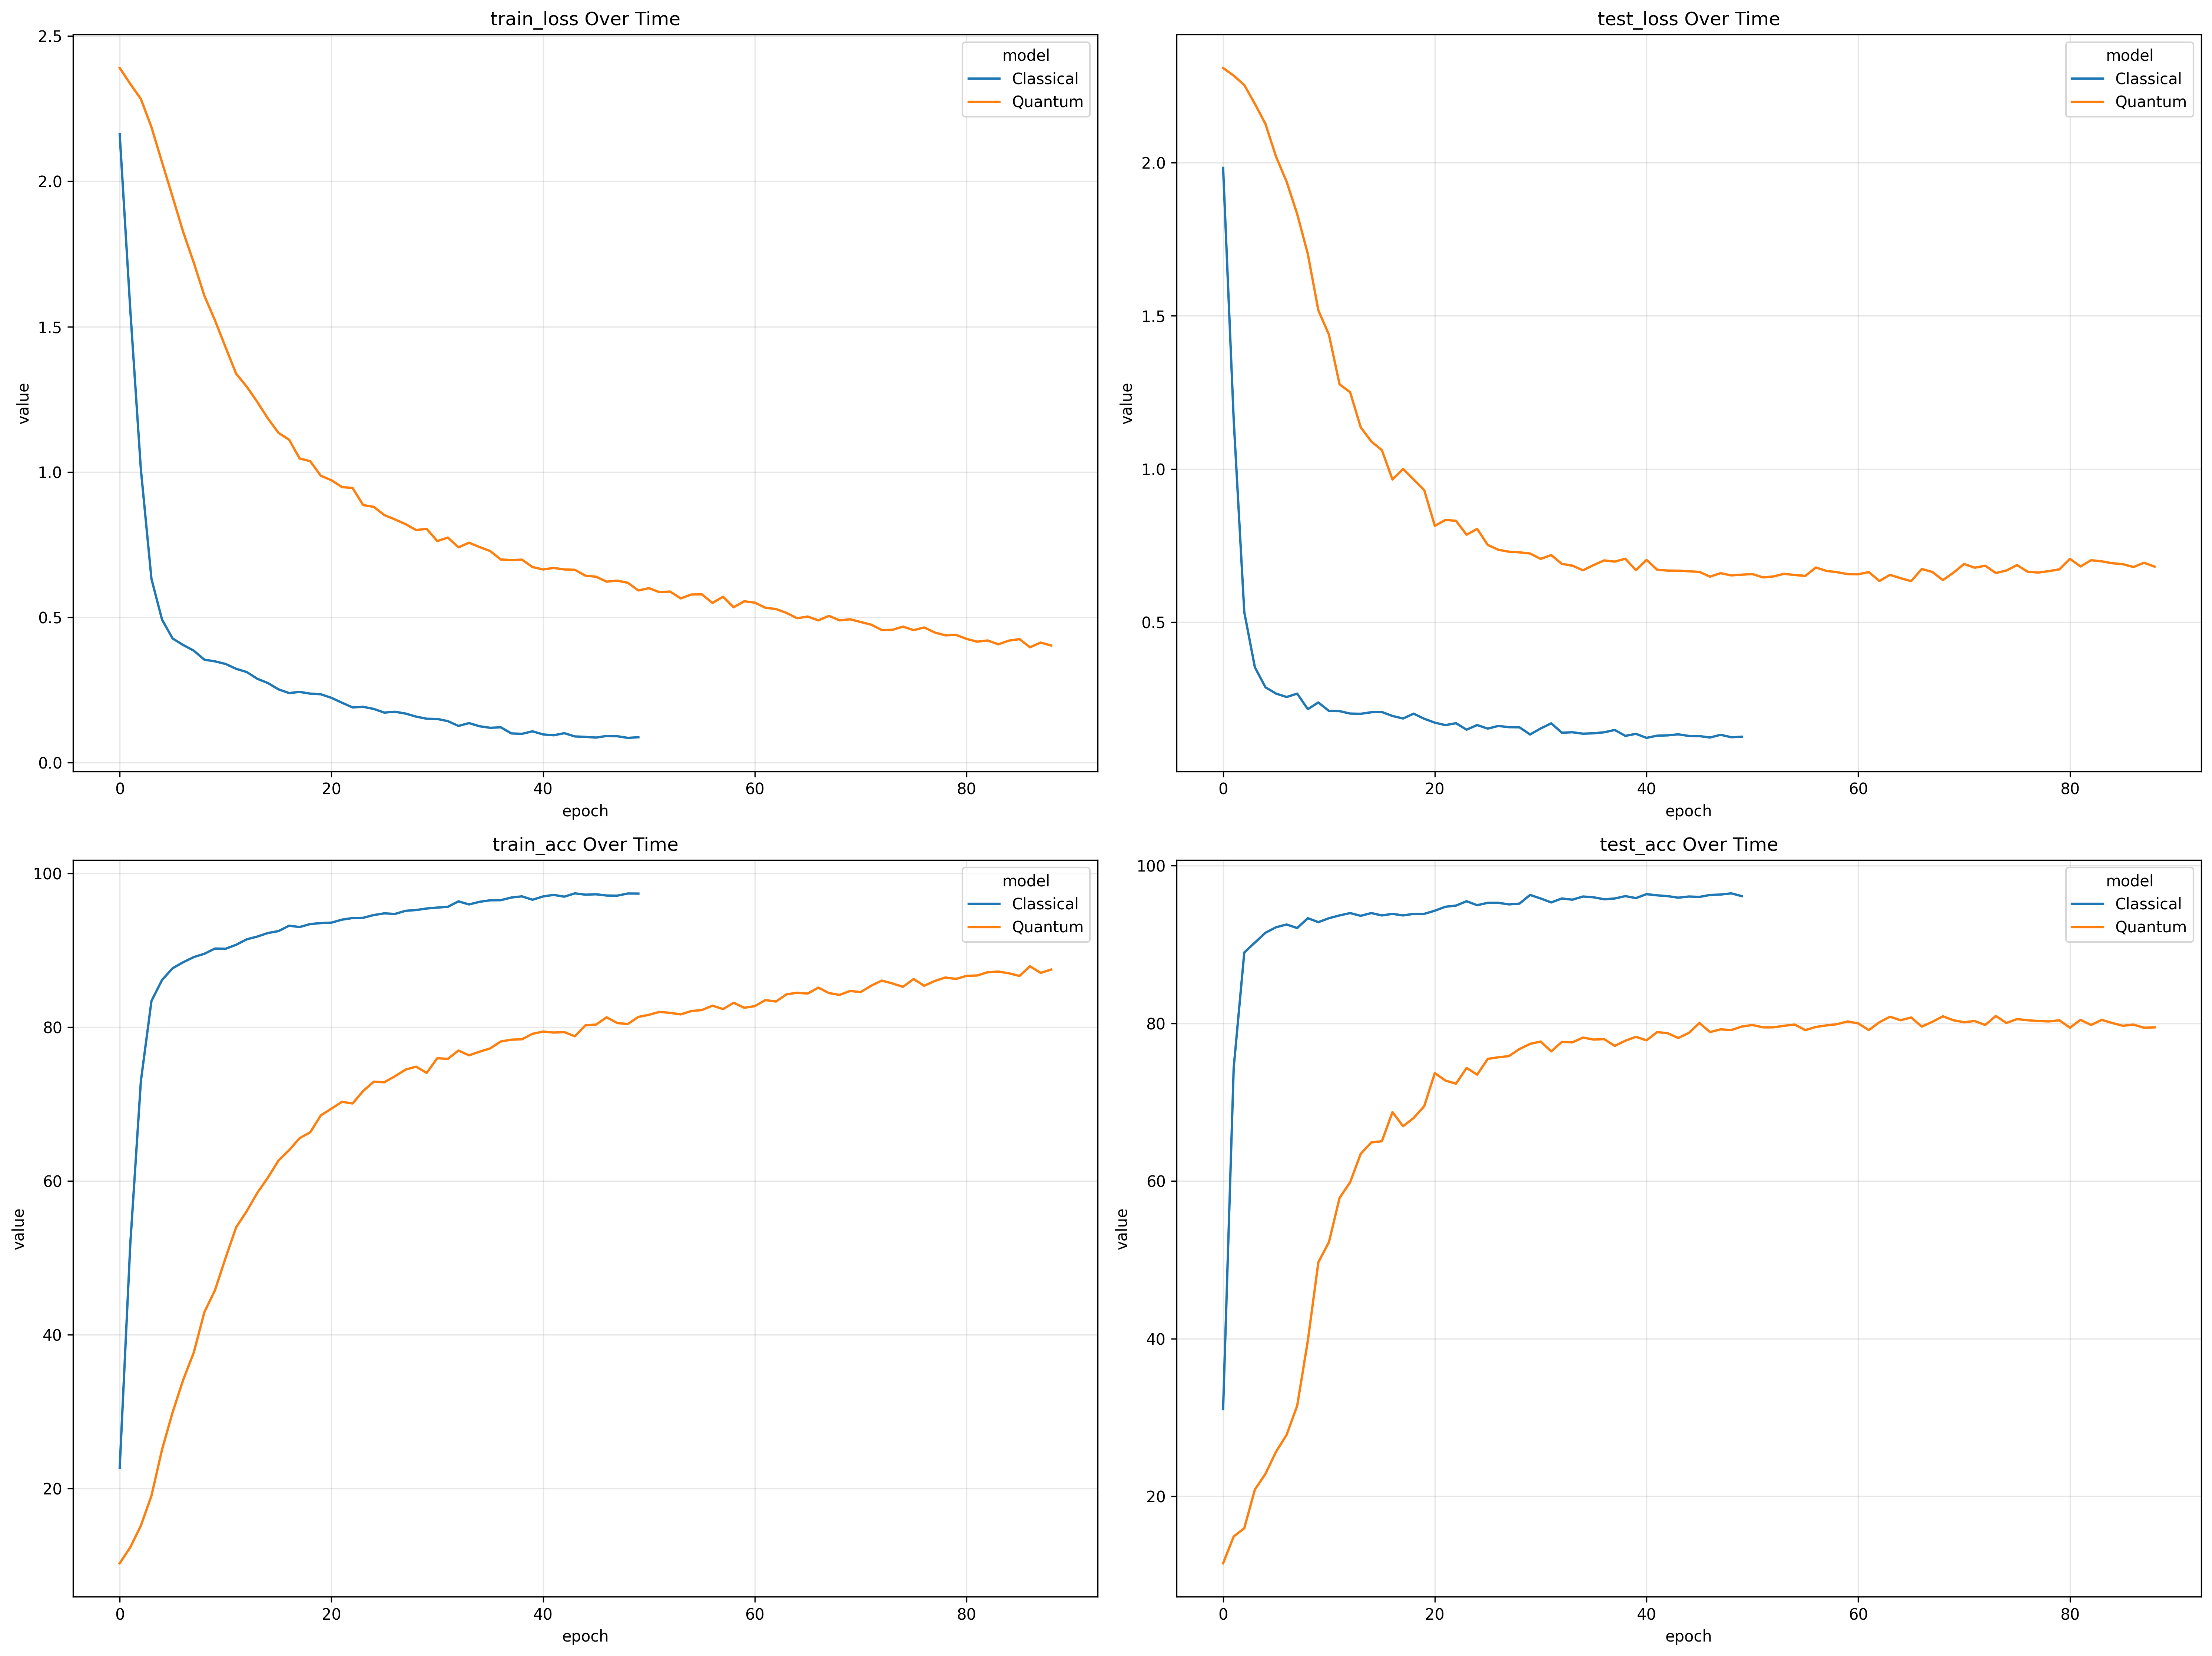 train_loss Over Time
2.5
2.0
1.5
1.0
0.5
0.0
value
0 20 40 60 80
epoch
model
Classical
Quantum
test_loss Over Time
2.0
1.5
1.0
0.5
value
0 20 40 60 80
epoch
model
Classical
Quantum
train_acc Over Time
100
80
60
40
20
value
0 20 40 60 80
epoch
model
Classical
Quantum
test_acc Over Time
100
80
60
40
20
value
0 20 40 60 80
epoch
model
Classical
Quantum